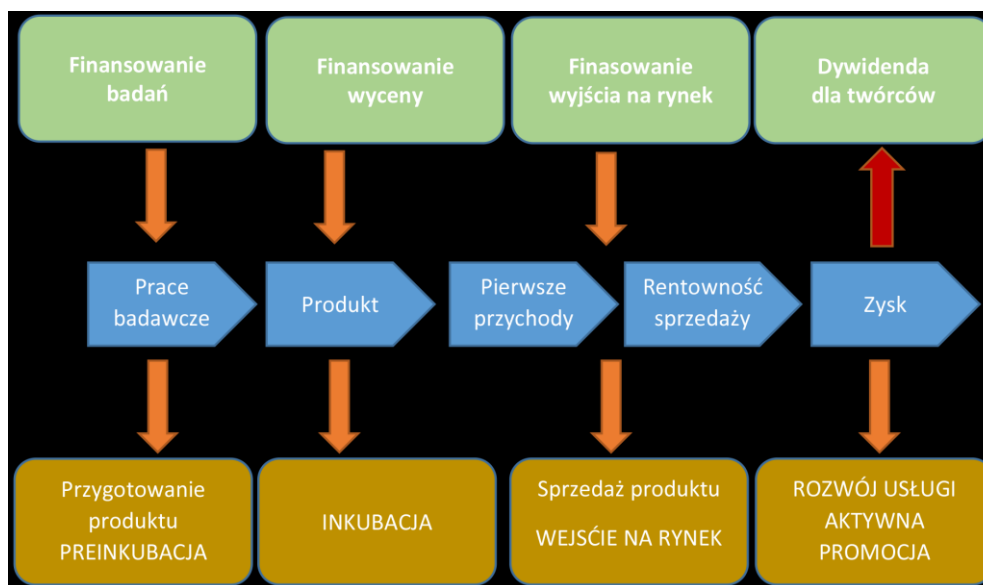 Finansowanie
badań
Finansowanie
wyceny
Finasowanie
wyjścia na rynek
Dywidenda
dla twórców
Prace
badawcze
Produkt
Pierwsze
przychody
Rentowność
sprzedaży
Zysk
Przygotowanie
produktu
PREINKUBACJA
INKUBACJA
Sprzedaż produktu
WEJŚCIE NA RYNEK
ROZWÓJ USŁUGI
AKTYWNA
PROMOCJA